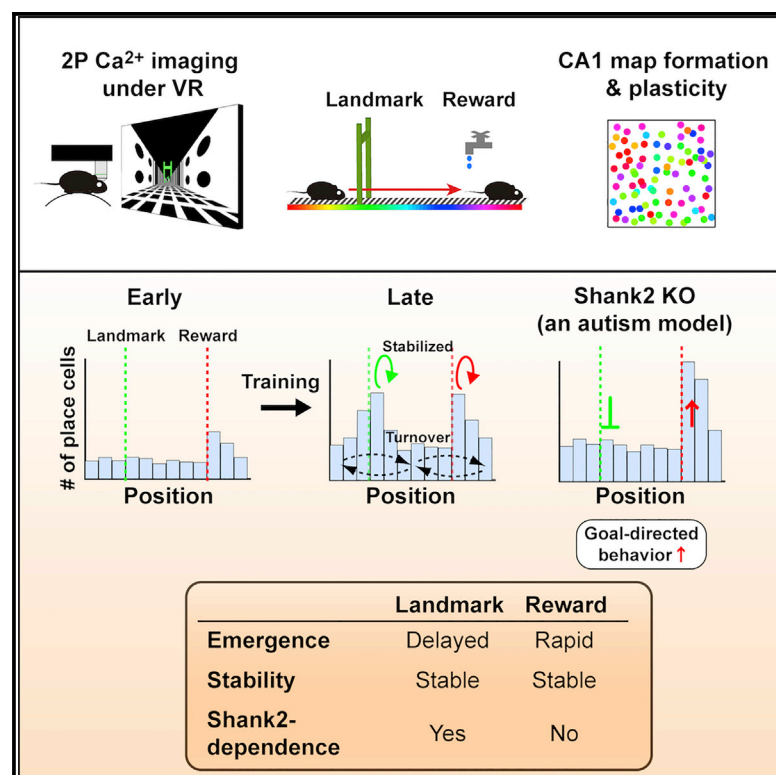 2P Ca²⁺ imaging
under VR
Landmark
Reward
CA1 map formation
& plasticity
Early
Landmark
Reward
# of place cells
Position
Training
Late
Stabilized
Turnover
Position
Shank2 KO
(an autism model)
Position
Goal-directed
behavior↑
Landmark Reward
Emergence Delayed Rapid
Stability Stable Stable
Shank2-
dependence Yes No